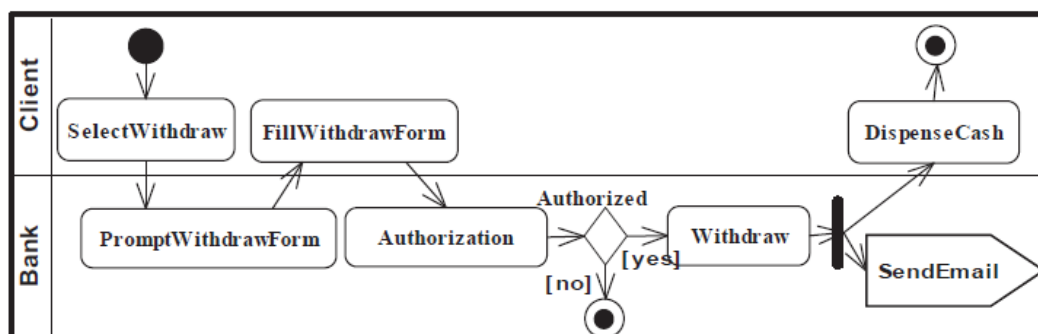 Client
SelectWithdraw
FillWithdrawForm
DispenseCash
Bank
PromptWithdrawForm
Authorization
Authorized
[yes]
[no]
Withdraw
SendEmail